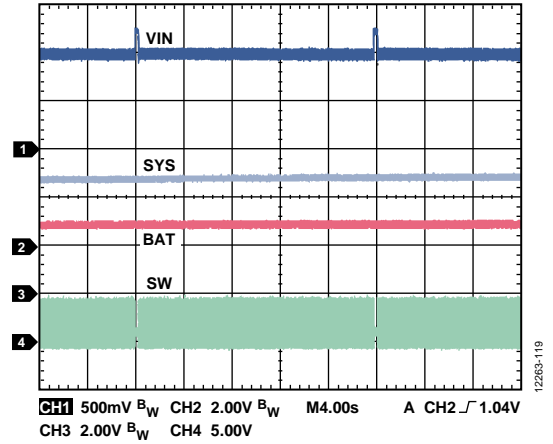 VIN
1
SYS
BAT
2
SW
3
4
12263-119
CH1 500mV BW CH2 2.00V BW M4.00s A CH2 1.04V
CH3 2.00V BW CH4 5.00V